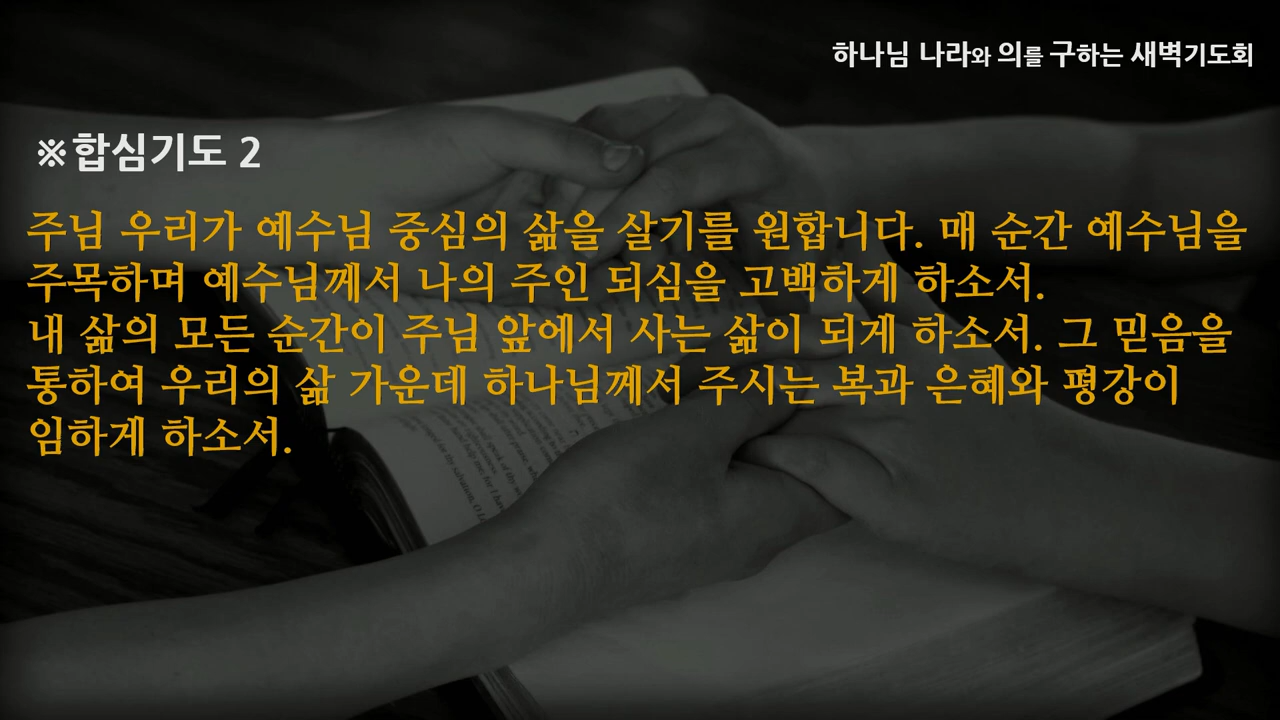 하나님 나라와 의를 구하는 새벽기도회
※합심기도 2
주님 우리가 예수님 중심의 삶을 살기를 원합니다. 매 순간 예수님을
주목하며 예수님께서 나의 주인 되심을 고백하게 하소서.
내 삶의 모든 순간이 주님 앞에서 사는 삶이 되게 하소서. 그 믿음을
통하여 우리의 삶 가운데 하나님께서 주시는 복과 은혜와 평강이
임하게 하소서.